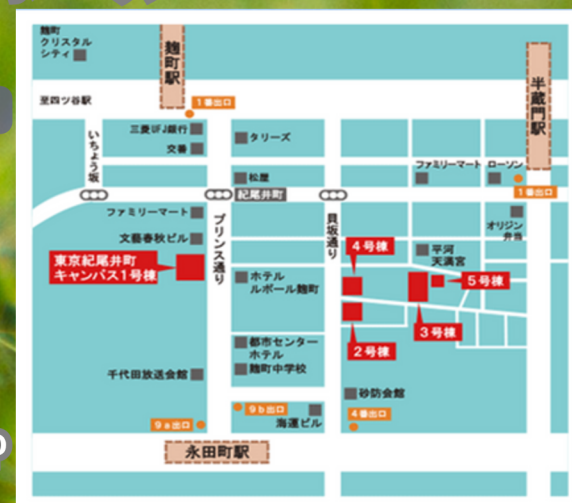 麹町
クリスタル
シティ
麹町駅
半蔵門駅
至四ツ谷駅
1番出口
いちょう坂
三菱UFJ銀行
交番
タリーズ
松屋
紀尾井町
ファミリーマート
ローソン
1番出口
ファミリーマート
文藝春秋ビル
プリンス通り
貝坂通り
オリジン
弁当
東京紀尾井町
キャンパス1号棟
ホテル
ルポール麹町
4号棟
平河
天満宮
5号棟
3号棟
2号棟
都市センター
ホテル
麹町中学校
千代田放送会館
砂防会館
9a出口
9b出口
海運ビル
4番出口
永田町駅